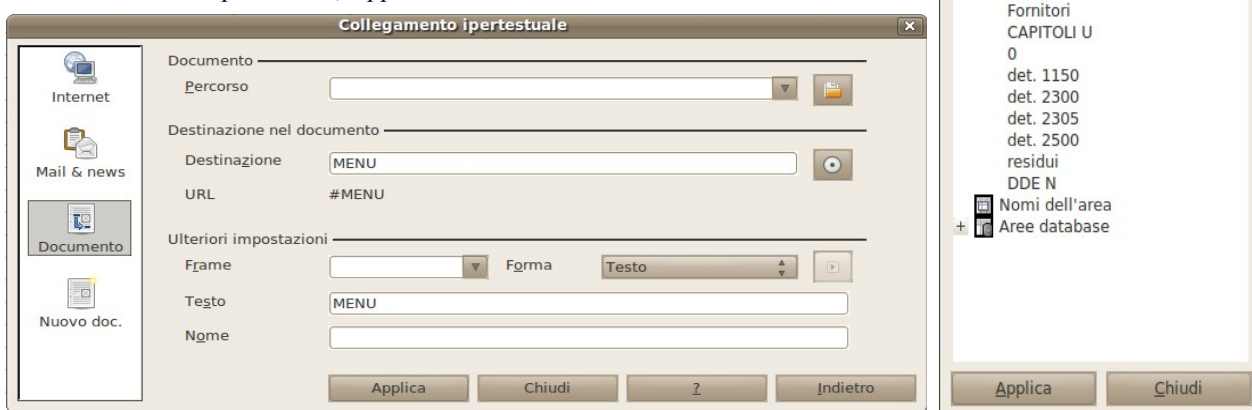 Collegamento ipertestuale
Internet
Mail & news
Documento
Nuovo doc.
Documento
Percorso
Destinazione nel documento
Destinazione MENU
URL #MENU
Ulteriori impostazioni
Frame Forma Testo
Testo MENU
Nome
Applica Chiudi ? Indietro
Fornitori
CAPITOLI U
0
det. 1150
det. 2300
det. 2305
det. 2500
residui
DDE N
Nomi dell'area
+ Aree database
Applica Chiudi